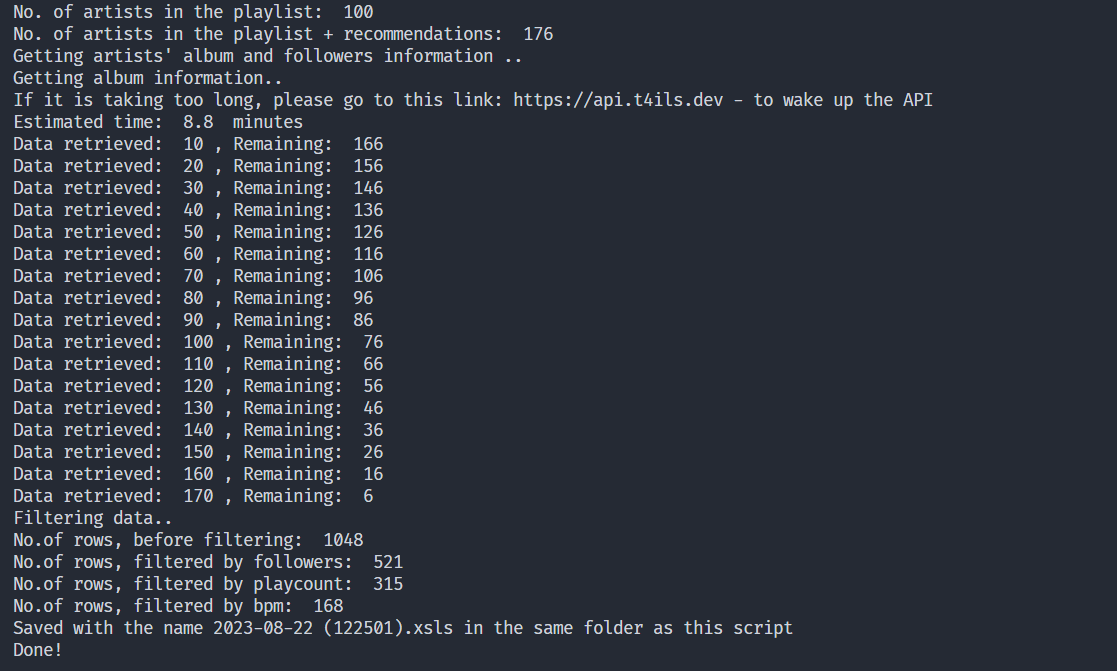 No. of artists in the playlist:  100
No. of artists in the playlist + recommendations:  176
Getting artists' album and followers information ..
Getting album information..
If it is taking too long, please go to this link: https://api.t4ils.dev - to wake up the API
Estimated time:  8.8  minutes
Data retrieved:  10 , Remaining:  166
Data retrieved:  20 , Remaining:  156
Data retrieved:  30 , Remaining:  146
Data retrieved:  40 , Remaining:  136
Data retrieved:  50 , Remaining:  126
Data retrieved:  60 , Remaining:  116
Data retrieved:  70 , Remaining:  106
Data retrieved:  80 , Remaining:  96
Data retrieved:  90 , Remaining:  86
Data retrieved:  100 , Remaining:  76
Data retrieved:  110 , Remaining:  66
Data retrieved:  120 , Remaining:  56
Data retrieved:  130 , Remaining:  46
Data retrieved:  140 , Remaining:  36
Data retrieved:  150 , Remaining:  26
Data retrieved:  160 , Remaining:  16
Data retrieved:  170 , Remaining:  6
Filtering data..
No.of rows, before filtering:  1048
No.of rows, filtered by followers:  521
No.of rows, filtered by playcount:  315
No.of rows, filtered by bpm:  168
Saved with the name 2023-08-22 (122501).xsls in the same folder as this script
Done!